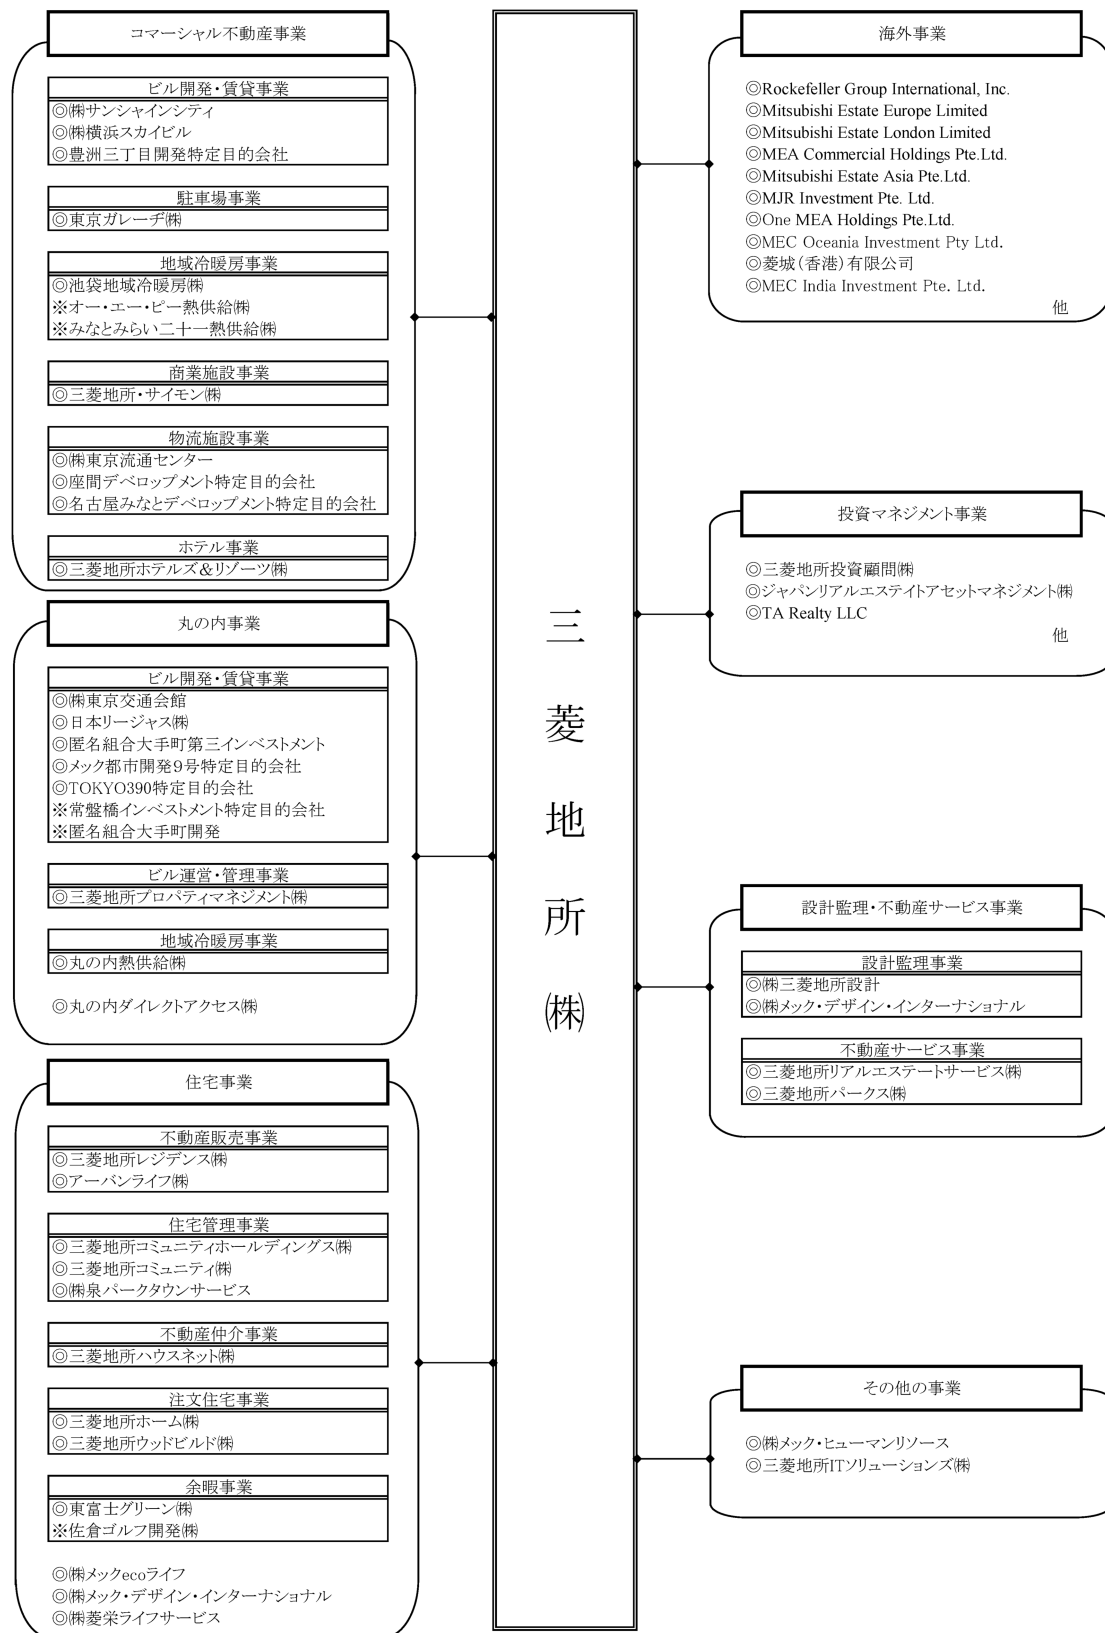 コマーシャル不動産事業
ビル開発・賃貸事業
◎㈱サンシャインシティ
◎㈱横浜スカイビル
◎豊洲三丁目開発特定目的会社
駐車場事業
◎東京ガレーヂ㈱
地域冷暖房事業
◎池袋地域冷暖房㈱
※オー・エー・ピー熱供給㈱
※みなとみらい二十一熱供給㈱
商業施設事業
◎三菱地所・サイモン㈱
物流施設事業
◎㈱東京流通センター
◎座間デベロップメント特定目的会社
◎名古屋みなとデベロップメント特定目的会社
ホテル事業
◎三菱地所ホテルズ＆リゾーツ㈱
丸の内事業
ビル開発・賃貸事業
◎㈱東京交通会館
◎日本リージャス㈱
◎匿名組合大手町第三インベストメント
◎メック都市開発９号特定目的会社
◎TOKYO390特定目的会社
※常盤橋インベストメント特定目的会社
※匿名組合大手町開発
ビル運営・管理事業
◎三菱地所プロパティマネジメント㈱
地域冷暖房事業
◎丸の内熱供給㈱
◎丸の内ダイレクトアクセス㈱
住宅事業
不動産販売事業
◎三菱地所レジデンス㈱
◎アーバンライフ㈱
住宅管理事業
◎三菱地所コミュニティホールディングス㈱
◎三菱地所コミュニティ㈱
◎㈱泉パークタウンサービス
不動産仲介事業
◎三菱地所ハウスネット㈱
注文住宅事業
◎三菱地所ホーム㈱
◎三菱地所ウッドビルド㈱
余暇事業
◎東富士グリーン㈱
※佐倉ゴルフ開発㈱
◎㈱メックecoライフ
◎㈱メック・デザイン・インターナショナル
◎㈱菱栄ライフサービス
三菱地所㈱
海外事業
◎Rockefeller Group International, Inc.
◎Mitsubishi Estate Europe Limited
◎Mitsubishi Estate London Limited
◎MEA Commercial Holdings Pte.Ltd.
◎Mitsubishi Estate Asia Pte.Ltd.
◎MJR Investment Pte. Ltd.
◎One MEA Holdings Pte.Ltd.
◎MEC Oceania Investment Pty Ltd.
◎菱城（香港）有限公司
◎MEC India Investment Pte. Ltd.
他
投資マネジメント事業
◎三菱地所投資顧問㈱
◎ジャパンリアルエステイトアセットマネジメント㈱
◎TA Realty LLC
他
設計監理・不動産サービス事業
設計監理事業
◎㈱三菱地所設計
◎㈱メック・デザイン・インターナショナル
不動産サービス事業
◎三菱地所リアルエステートサービス㈱
◎三菱地所パークス㈱
その他の事業
◎㈱メック・ヒューマンリソース
◎三菱地所ITソリューションズ㈱